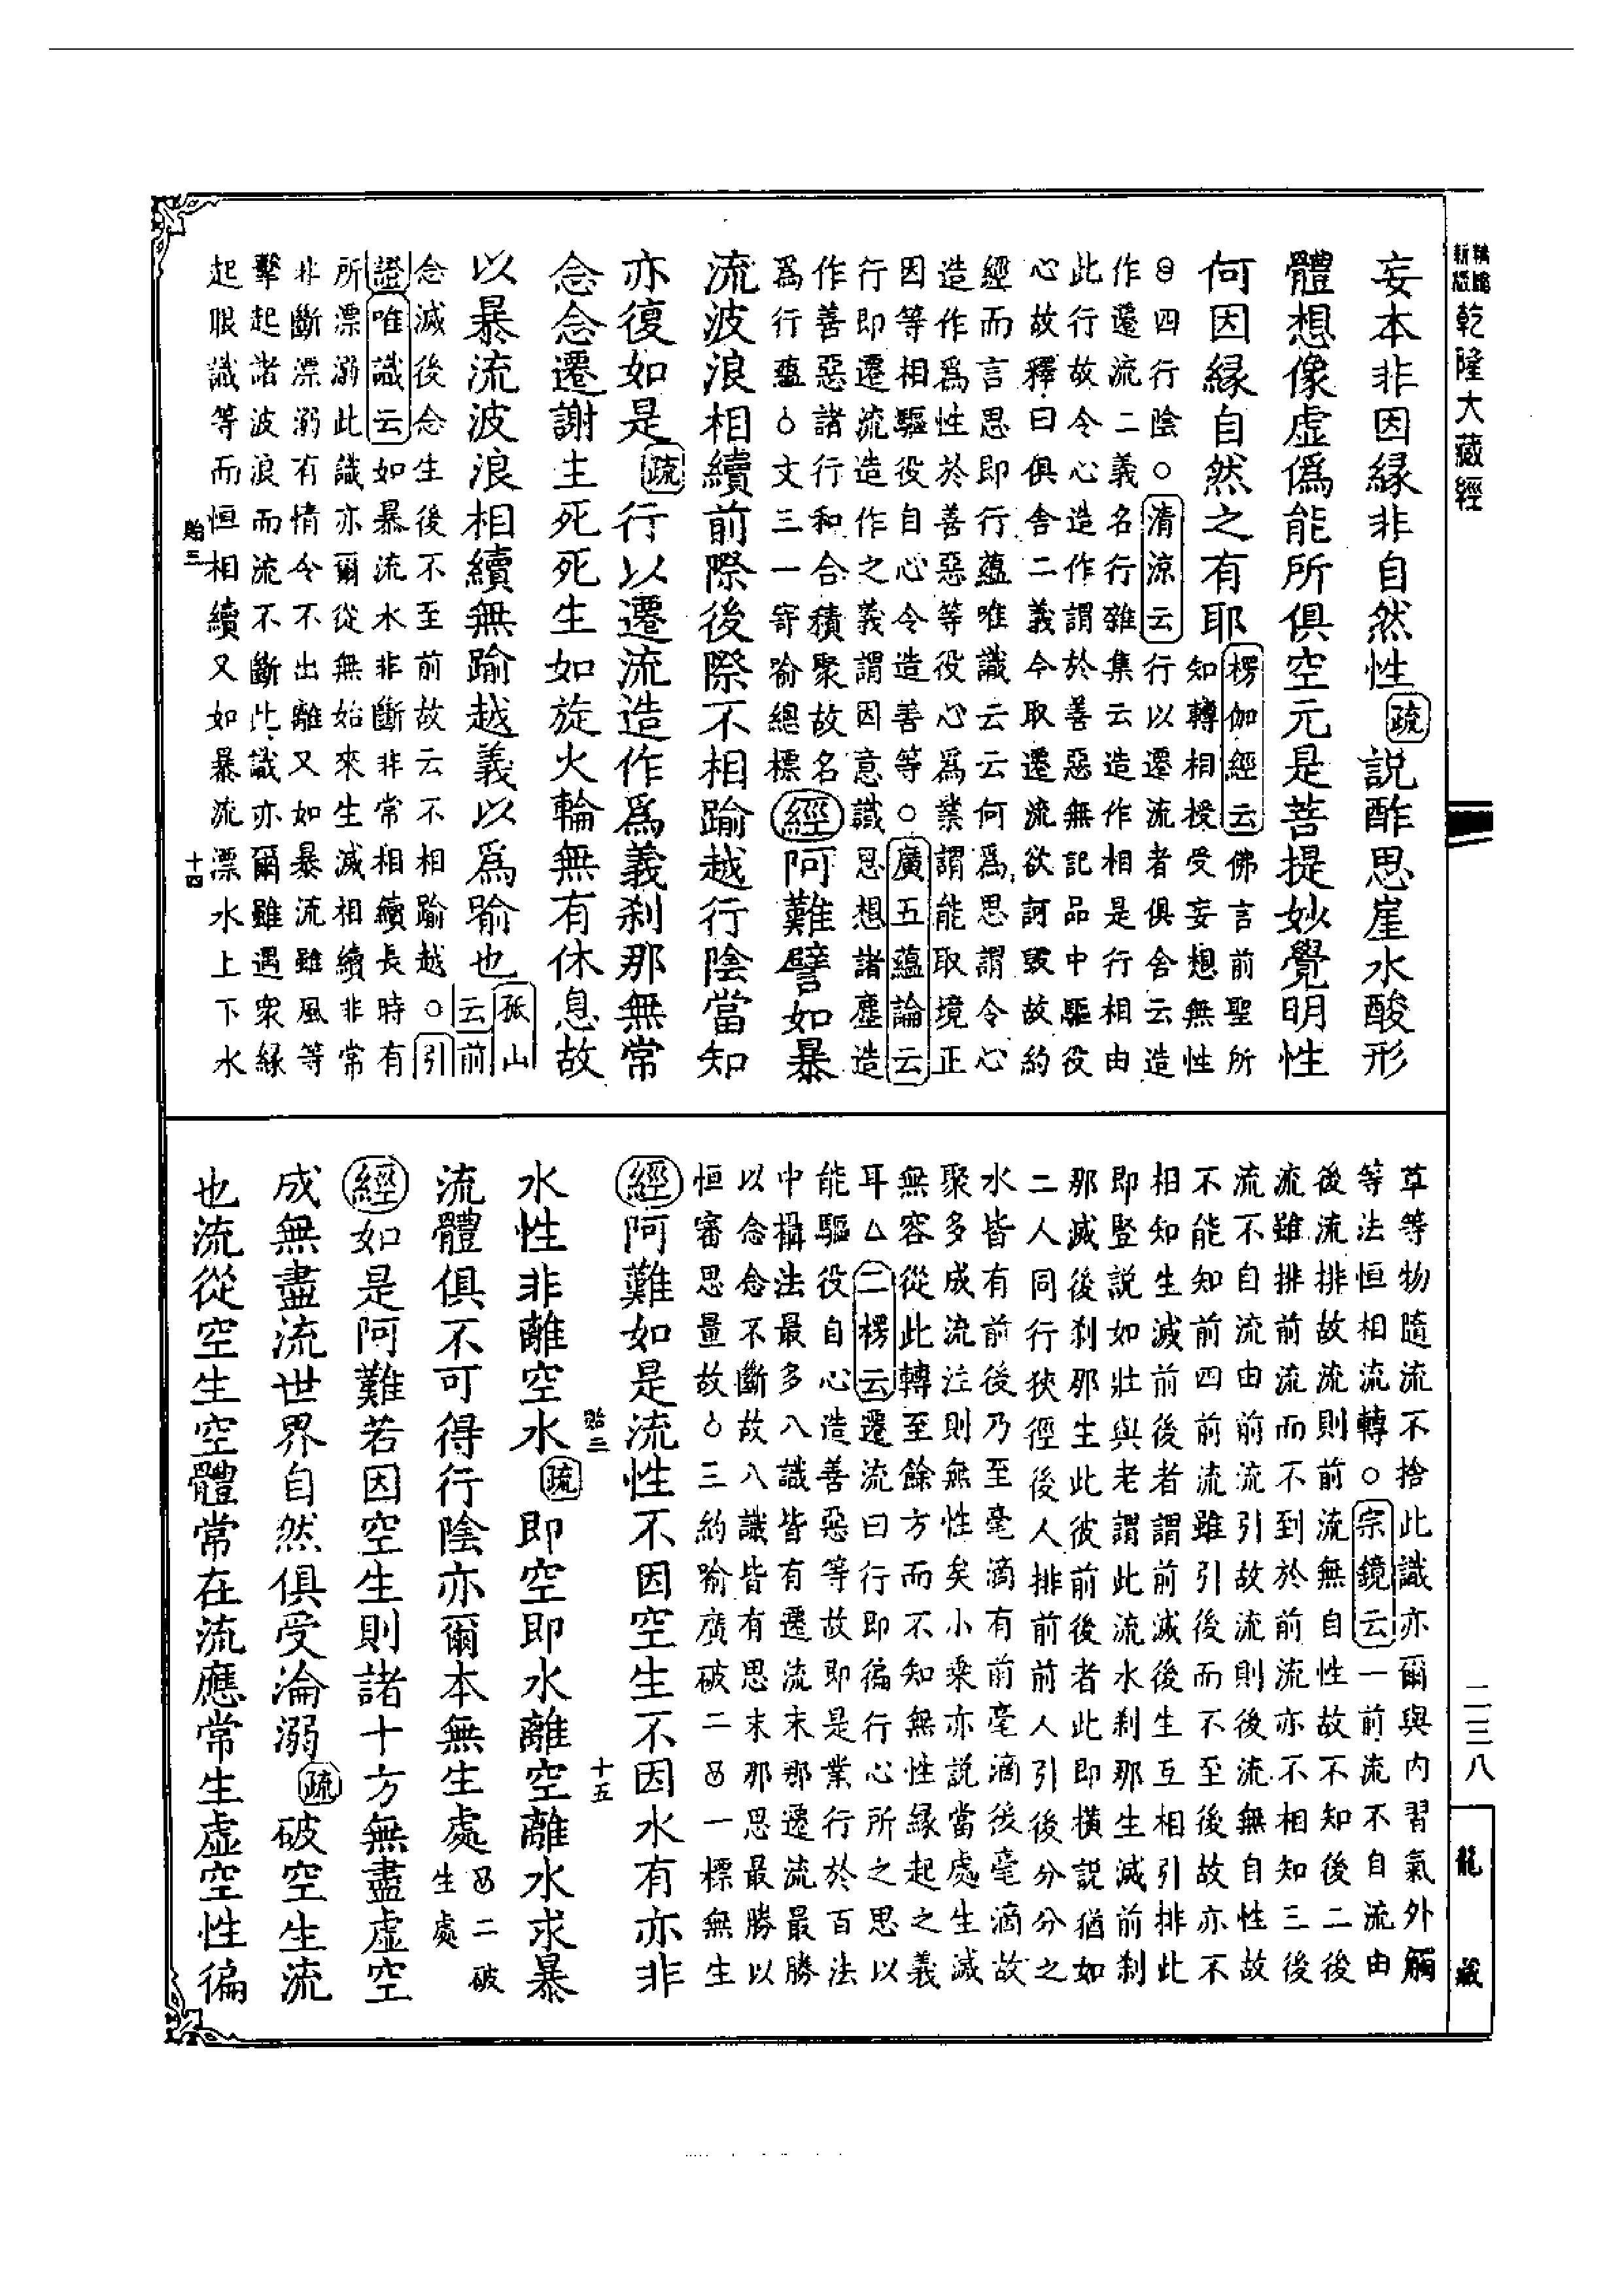 乾隆大藏經
妄本非因緣非自然性疏説酢思崖水酸形
體想像虛偽能所俱空元是菩提妙覺明性
何因緣自然之有耶楞伽經云佛言前聖所
知轉相授受妄想無性
四行陰○清涼云行以遷流者俱舍云造
作遷流二義名行雜集云造作相是行相由
此行故令心造作謂於善惡無記品中驅役
心故釋曰俱舍二義今取遷流欲訶毀故約
經而言思即行蘊唯識云云何爲思謂令心
造作爲性於善惡等役心爲業謂能取境正
因等相驅役自心令造善等○廣五蘊論云
行即遷流造作之義謂因意識思想諸塵造
作善惡諸行和合積聚故名
爲行蘊文三一寄喻總標
經阿難譬如暴
流波浪相續前際後際不相踰越行陰當知
亦復如是疏行以遷流造作爲義刹那無常
念念遷謝生死死生如旋火輪無有休息故
以暴流波浪相續無踰越義以爲喻也孤山
云前
念滅後念生後不至前故云不相踰越○引
證唯識云如暴流水非斷非常相續長時有
所漂溺此識亦爾從無始來生滅相續非常
非斷漂溺有情令不出離又如暴流雖風等
擊起諸波浪而流不斷此識亦爾雖遇衆緣
起眼識等而恒相續又如暴流漂水上下水
貽三
十四
草等物隨流不捨此識亦爾與内習氣外觸
等法恒相流轉○宗鏡云一前流不自流由
後流排故流則前流無自性故不知後二後
流雖排前流而不到於前流亦不相知三後
流不自流由前流引故流則後流無自性故
不能知前四前流雖引後而不至後故亦不
相知生滅前後者謂前滅後生互相引排此
即豎説如壯與老謂此流水刹那生滅前刹
那滅後刹那生此彼前後者此即横説猶如
二人同行狹徑後人排前前人引後分分之
水皆有前後乃至毫滴有前毫滴後毫滴故
聚多成流注則無性矣小乘亦説當處生滅
無容從此轉至餘方而不知無性緣起之義
耳△二楞云遷流曰行即徧行心所之思以
能驅役自心造善惡等故即是業行於百法
中攝法最多八識皆有遷流末那遷流最勝
以念念不斷故八識皆有思末那思最勝以
恒審思量故三約喻廣破二一標無生
經阿難如是流性不因空生不因水有亦非
水性非離空水疏即空即水離空離水求暴
流體俱不可得行陰亦爾本無生處二破
生處
經如是阿難若因空生則諸十方無盡虛空
成無盡流世界自然俱受淪溺疏破空生流
也流從空生空體常在流應常生虛空性徧
貽三
十五
二三八
龍藏